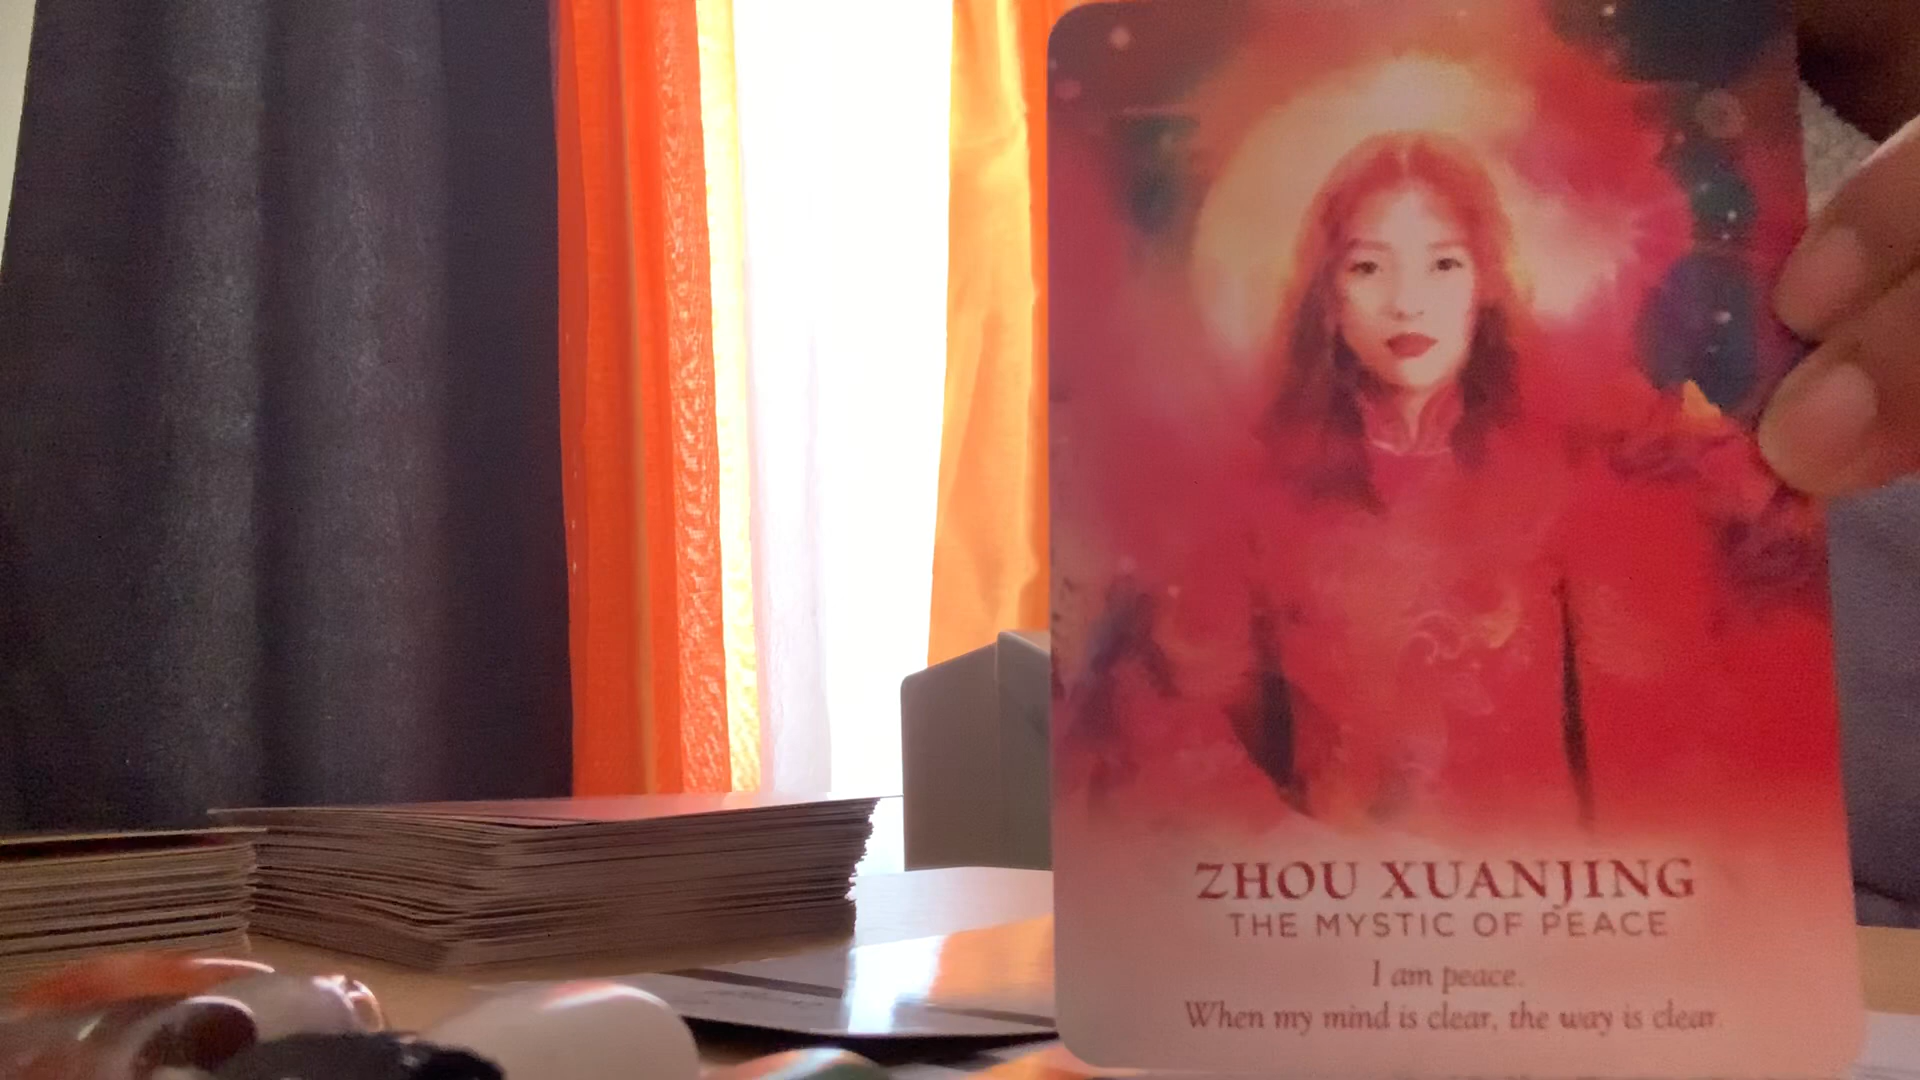 ZHOU XUANJING
THE MYSTIC OF PEACE
I am peace.
When my mind is clear, the way is clear.